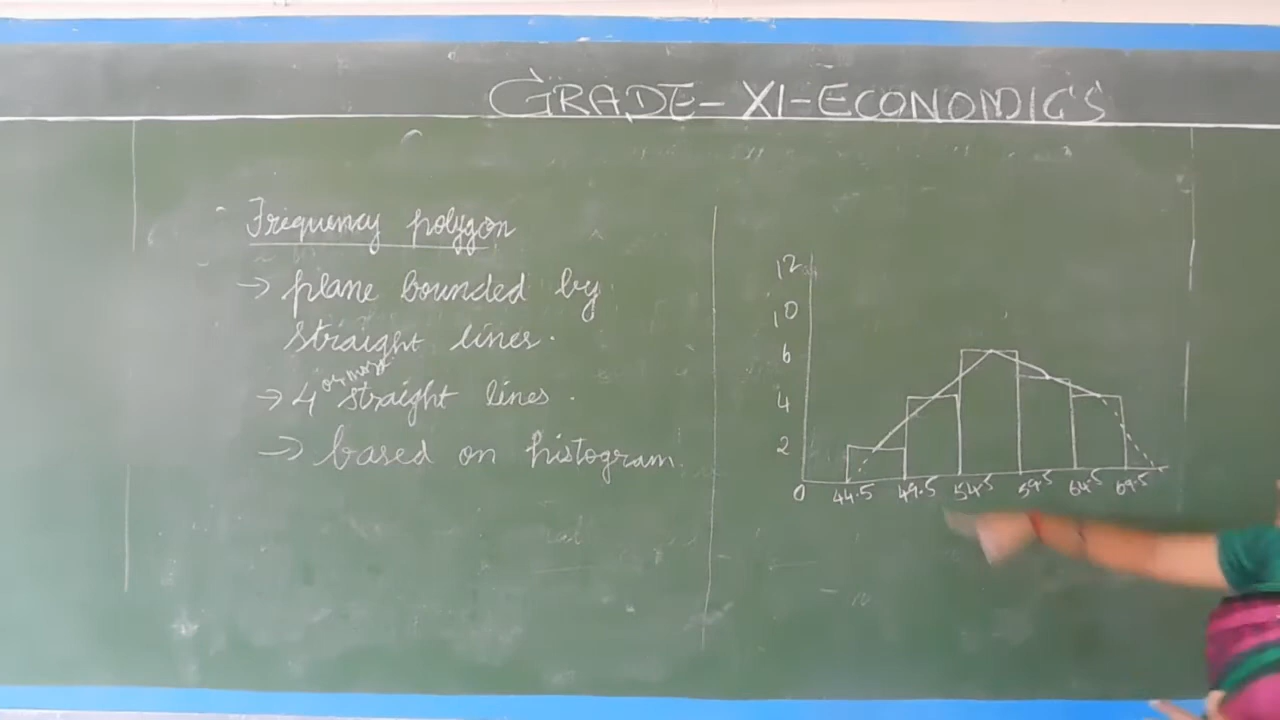 GRADE-XI-ECONOMICS
Frequency polygon
→ plane bounded by
straight lines.
or more
→ 4 straight lines.
→ based on histogram.
12
10
6
4
2
0
44.5 49.5 54.5 59.5 64.5 69.5